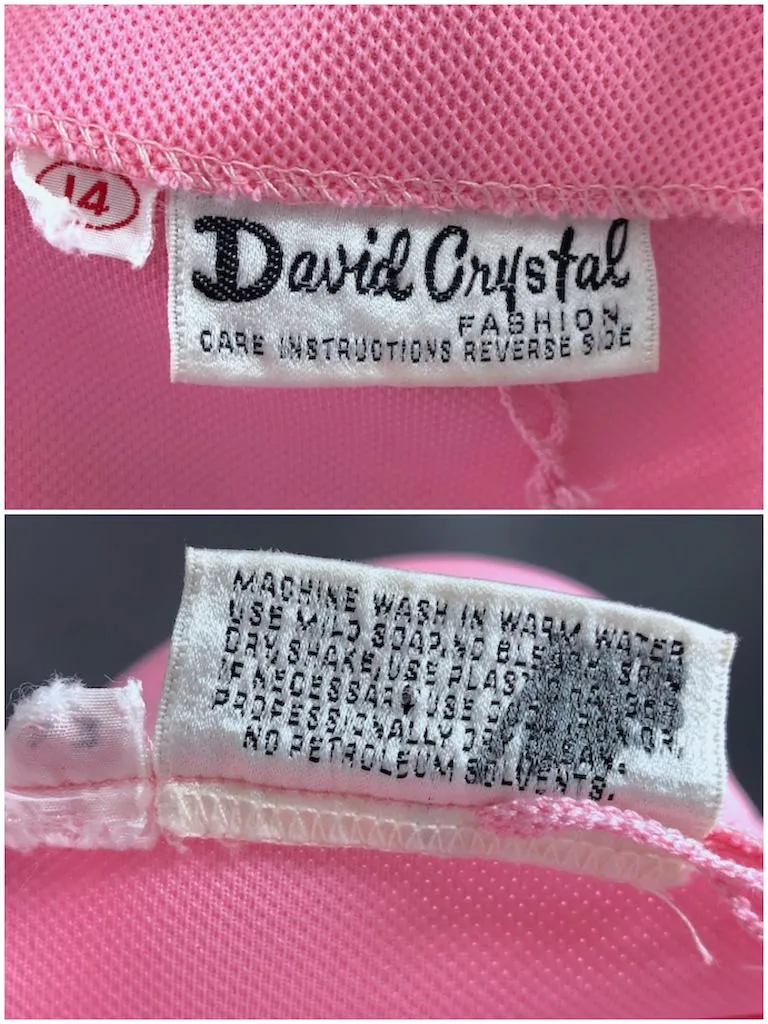 14
David Crystal
FASHION
CARE INSTRUCTIONS REVERSE SIDE
MACHINE WASH IN WARM WATER
USE MILD SOAP, NO
DRY, SHAKE, USE
IF NECESSARY USE
PROFESSIONALLY
NO PETROLEUM SOLVENTS.